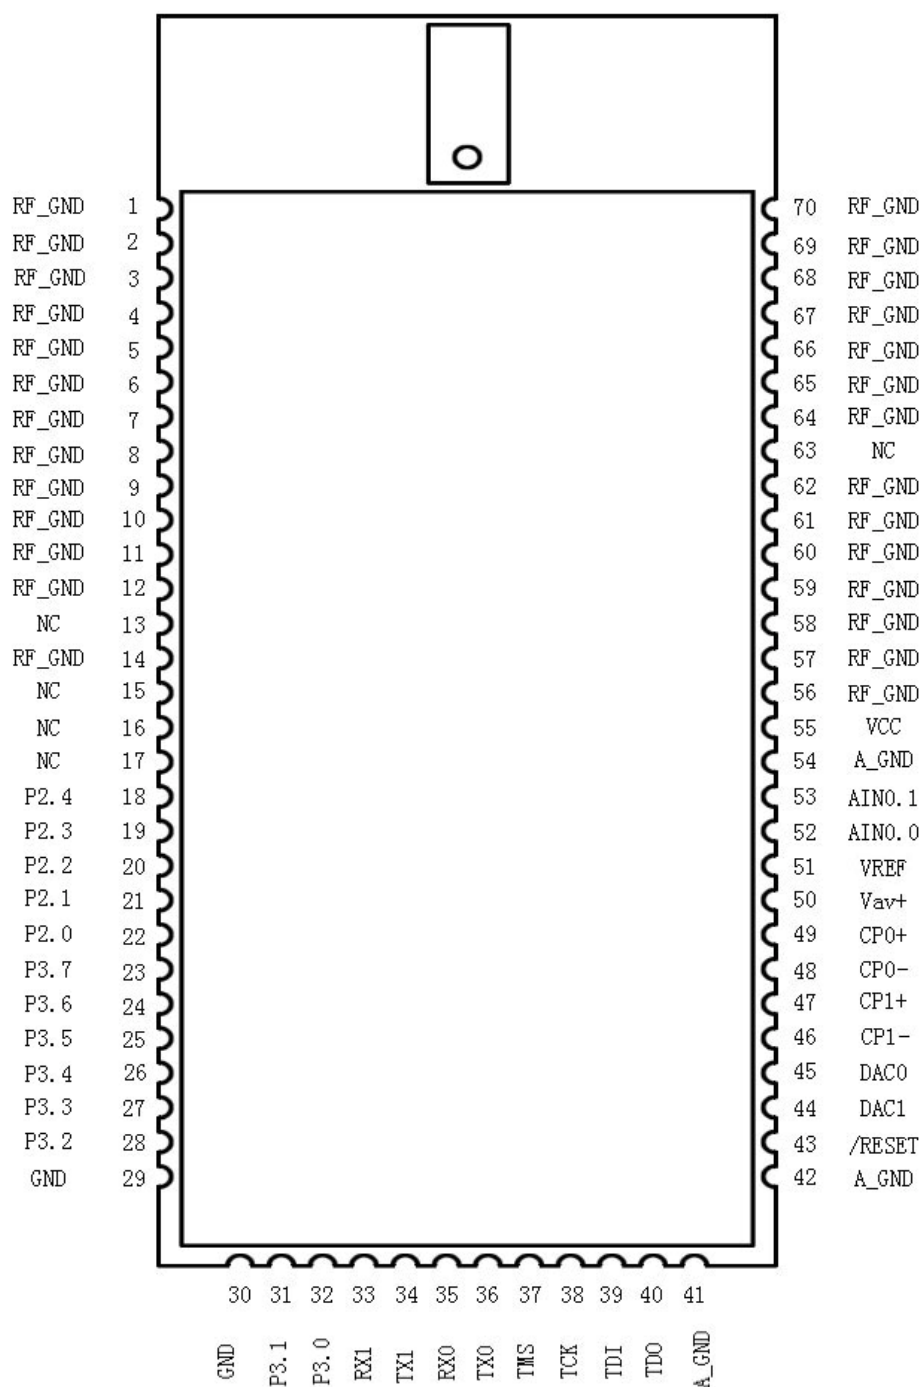 RF_GND 1 70 RF_GND
RF_GND 2 69 RF_GND
RF_GND 3 68 RF_GND
RF_GND 4 67 RF_GND
RF_GND 5 66 RF_GND
RF_GND 6 65 RF_GND
RF_GND 7 64 RF_GND
RF_GND 8 63 NC
RF_GND 9 62 RF_GND
RF_GND 10 61 RF_GND
RF_GND 11 60 RF_GND
RF_GND 12 59 RF_GND
NC 13 58 RF_GND
RF_GND 14 57 RF_GND
NC 15 56 RF_GND
NC 16 55 VCC
NC 17 54 A_GND
P2.4 18 53 AIN0.1
P2.3 19 52 AIN0.0
P2.2 20 51 VREF
P2.1 21 50 Vav+
P2.0 22 49 CP0+
P3.7 23 48 CP0-
P3.6 24 47 CP1+
P3.5 25 46 CP1-
P3.4 26 45 DAC0
P3.3 27 44 DAC1
P3.2 28 43 /RESET
GND 29 42 A_GND
30 31 32 33 34 35 36 37 38 39 40 41
GND P3.1 P3.0 RX1 TX1 RX0 TX0 TMS TCK TDI TDO A_GND